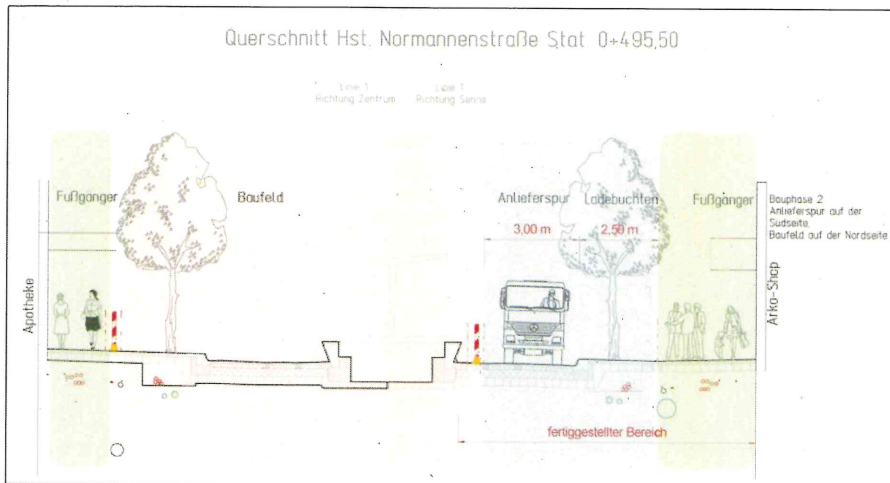 Querschnitt Hst. Normannenstraße Stat 0+495,50
Linie 1
Richtung Zentrum
Linie 1
Richtung Senne
Fußgänger
Baufeld
Anlieferspur
Ladebuchten
Fußgänger
3,00 m
2,50 m
Bauphase 2
Anlieferspur auf der
Südseite,
Baufeld auf der Nordseite
Apotheke
Arko-Shop
fertiggestellter Bereich